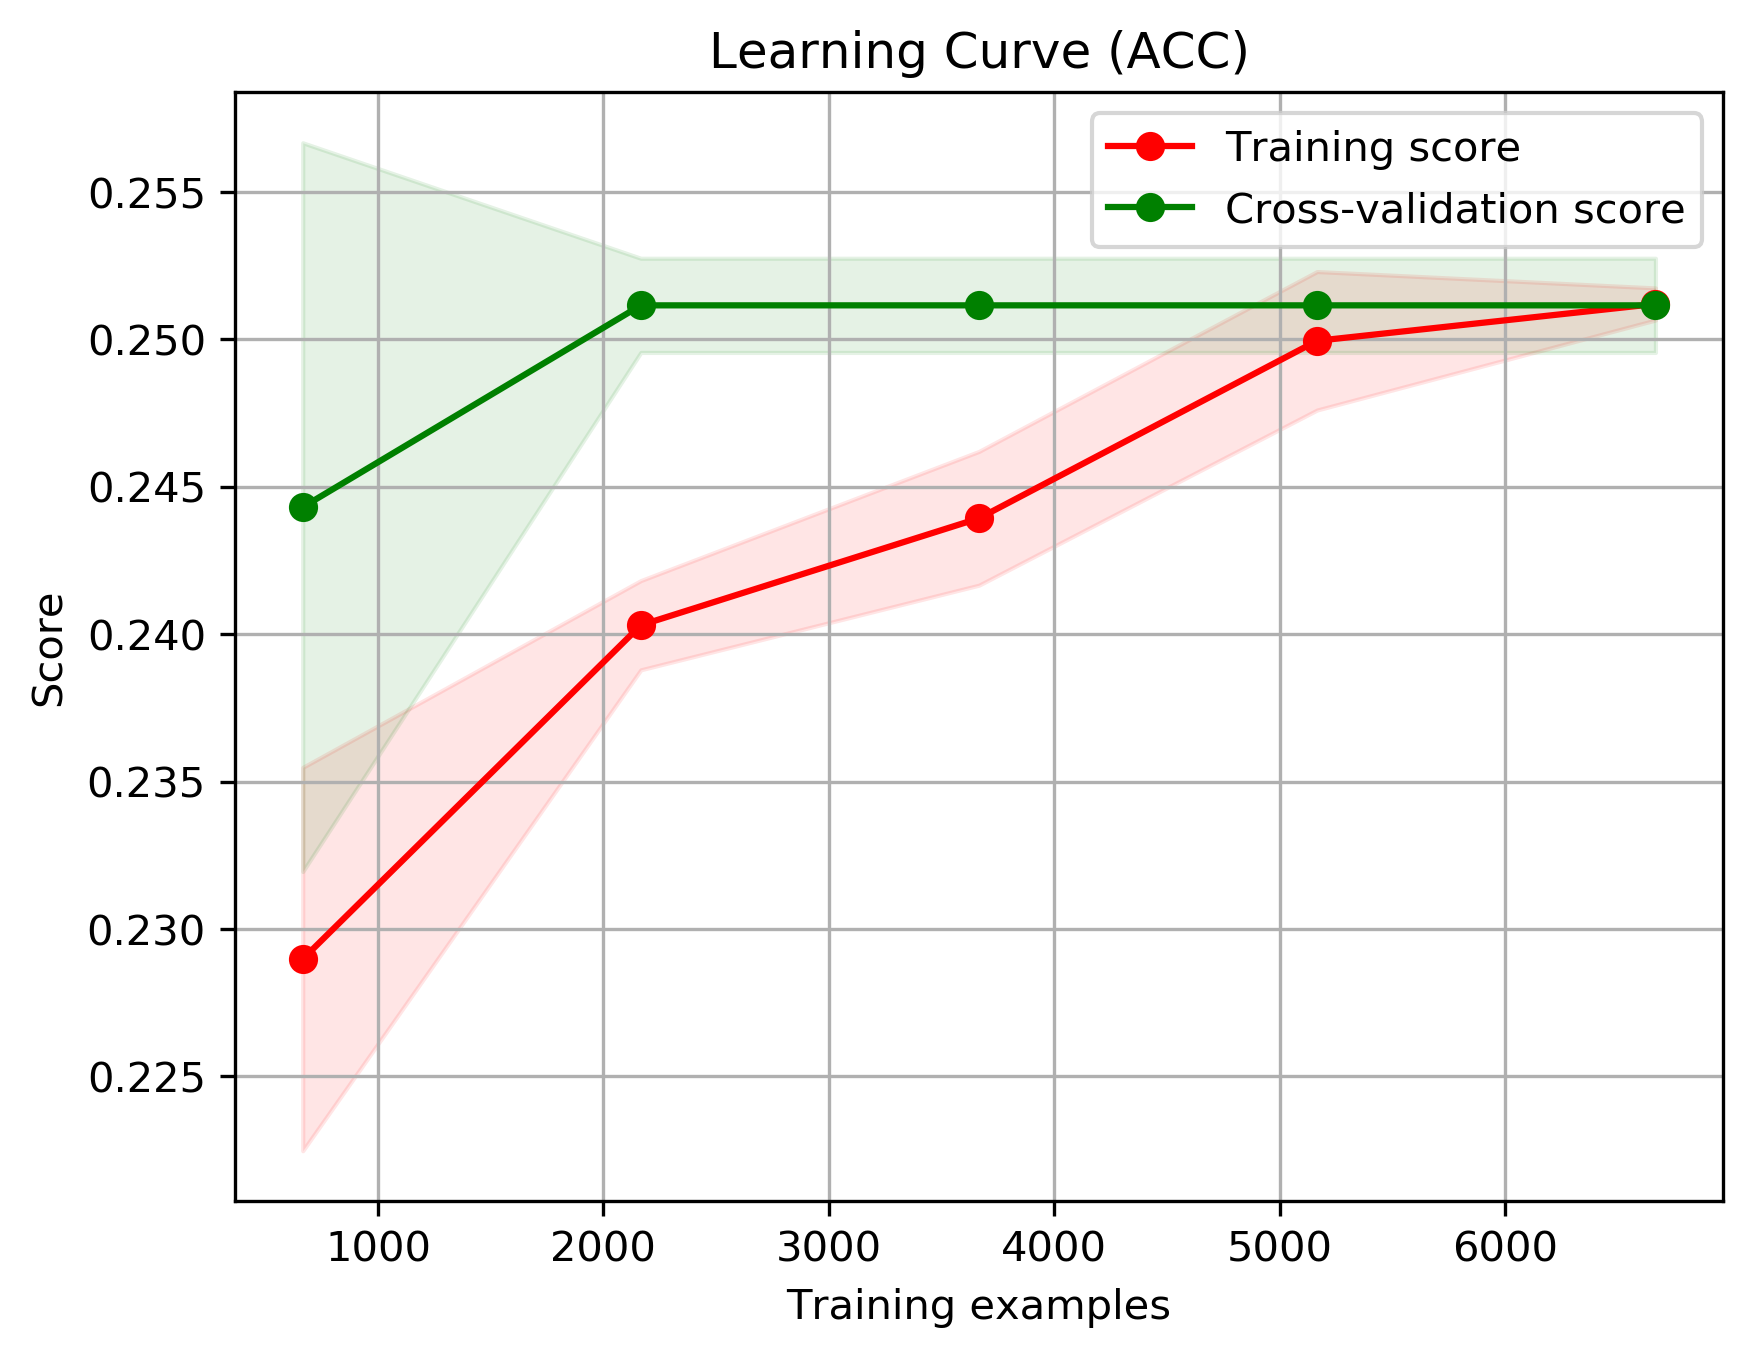 Learning Curve (ACC)
Training score
Cross-validation score
0.255
0.250
0.245
0.240
0.235
0.230
0.225
Score
1000 2000 3000 4000 5000 6000
Training examples